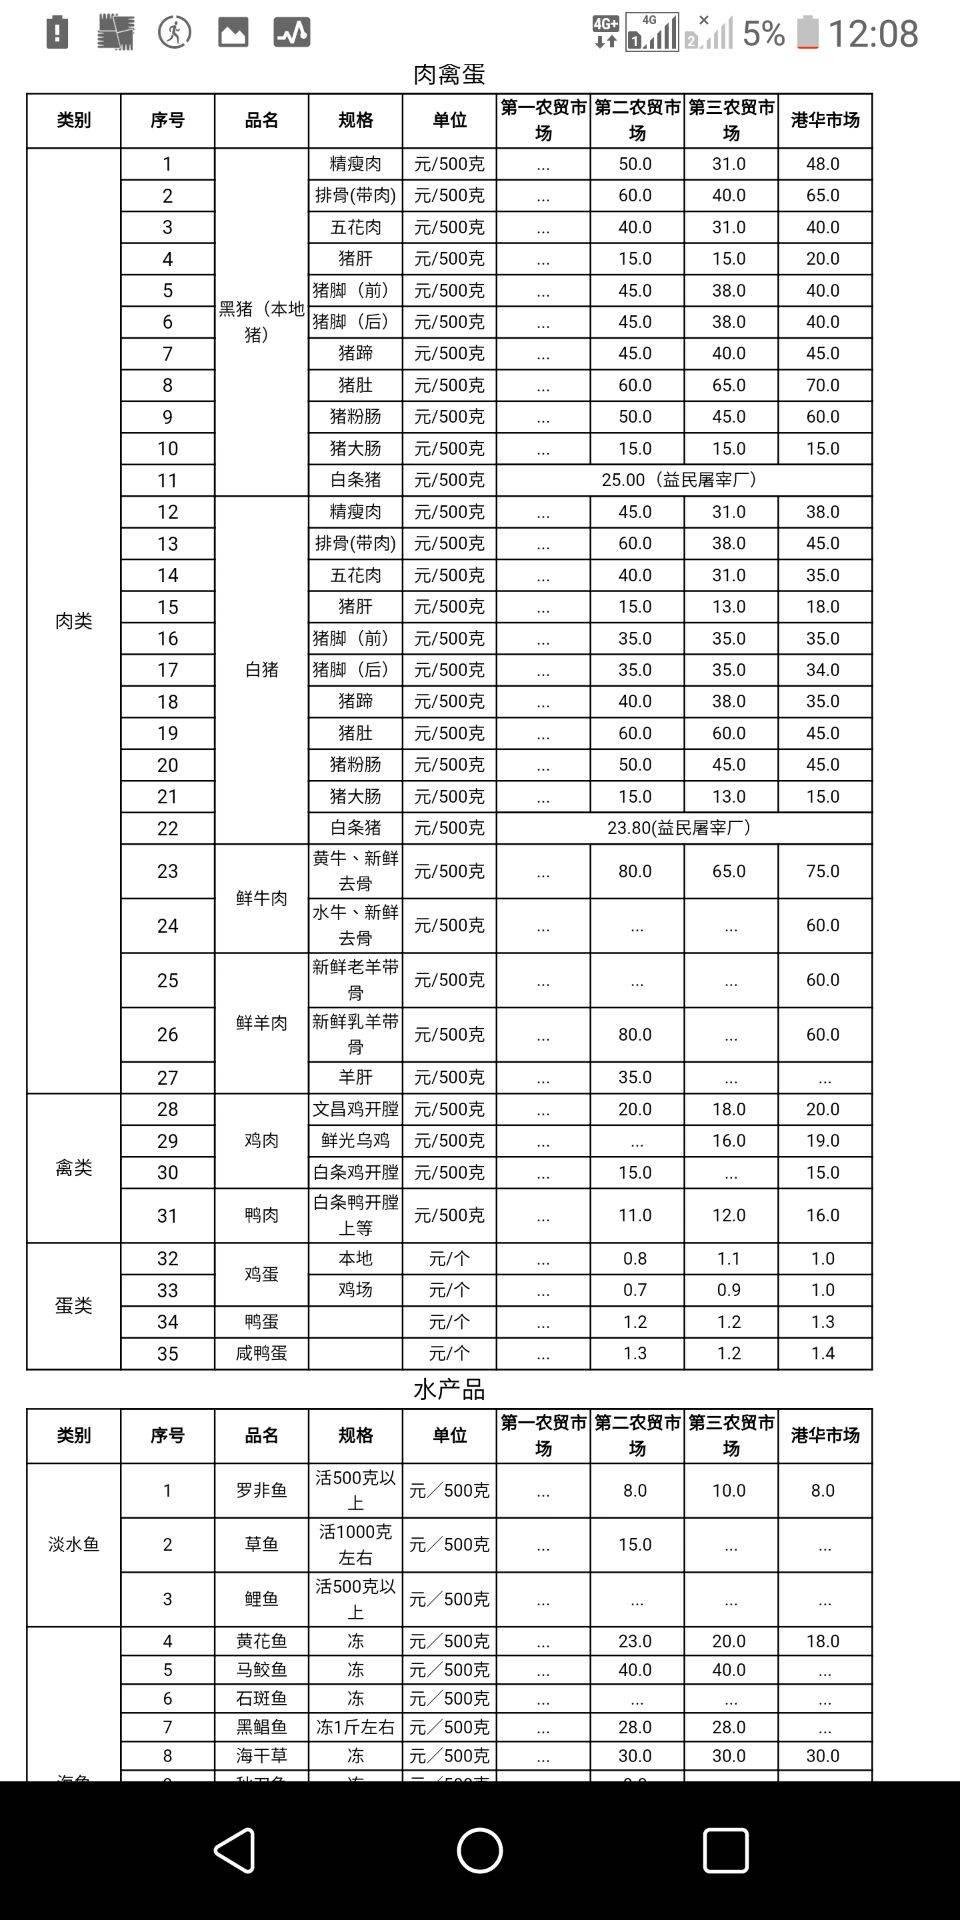 4G+ 4G 1 2 5% 12:08
肉禽蛋
类别 序号 品名 规格 单位 第一农贸市场 第二农贸市场 第三农贸市场 港华市场
肉类
黑猪（本地猪）
1 精瘦肉 元/500克 ... 50.0 31.0 48.0
2 排骨(带肉) 元/500克 ... 60.0 40.0 65.0
3 五花肉 元/500克 ... 40.0 31.0 40.0
4 猪肝 元/500克 ... 15.0 15.0 20.0
5 猪脚（前） 元/500克 ... 45.0 38.0 40.0
6 猪脚（后） 元/500克 ... 45.0 38.0 40.0
7 猪蹄 元/500克 ... 45.0 40.0 45.0
8 猪肚 元/500克 ... 60.0 65.0 70.0
9 猪粉肠 元/500克 ... 50.0 45.0 60.0
10 猪大肠 元/500克 ... 15.0 15.0 15.0
11 白条猪 元/500克 25.00（益民屠宰厂）
白猪
12 精瘦肉 元/500克 ... 45.0 31.0 38.0
13 排骨(带肉) 元/500克 ... 60.0 38.0 45.0
14 五花肉 元/500克 ... 40.0 31.0 35.0
15 猪肝 元/500克 ... 15.0 13.0 18.0
16 猪脚（前） 元/500克 ... 35.0 35.0 35.0
17 猪脚（后） 元/500克 ... 35.0 35.0 34.0
18 猪蹄 元/500克 ... 40.0 38.0 35.0
19 猪肚 元/500克 ... 60.0 60.0 45.0
20 猪粉肠 元/500克 ... 50.0 45.0 45.0
21 猪大肠 元/500克 ... 15.0 13.0 15.0
22 白条猪 元/500克 23.80(益民屠宰厂）
鲜牛肉
23 黄牛、新鲜去骨 元/500克 ... 80.0 65.0 75.0
24 水牛、新鲜去骨 元/500克 ... ... ... 60.0
鲜羊肉
25 新鲜老羊带骨 元/500克 ... ... ... 60.0
26 新鲜乳羊带骨 元/500克 ... 80.0 ... 60.0
27 羊肝 元/500克 ... 35.0 ... ...
禽类
鸡肉
28 文昌鸡开膛 元/500克 ... 20.0 18.0 20.0
29 鲜光乌鸡 元/500克 ... ... 16.0 19.0
30 白条鸡开膛 元/500克 ... 15.0 ... 15.0
31 鸭肉 白条鸭开膛上等 元/500克 ... 11.0 12.0 16.0
蛋类
鸡蛋
32 本地 元/个 ... 0.8 1.1 1.0
33 鸡场 元/个 ... 0.7 0.9 1.0
34 鸭蛋 元/个 ... 1.2 1.2 1.3
35 咸鸭蛋 元/个 ... 1.3 1.2 1.4
水产品
类别 序号 品名 规格 单位 第一农贸市场 第二农贸市场 第三农贸市场 港华市场
淡水鱼
1 罗非鱼 活500克以上 元／500克 ... 8.0 10.0 8.0
2 草鱼 活1000克左右 元／500克 ... 15.0 ... ...
3 鲤鱼 活500克以上 元／500克 ... ... ... ...
4 黄花鱼 冻 元／500克 ... 23.0 20.0 18.0
5 马鲛鱼 冻 元／500克 ... 40.0 40.0 ...
6 石斑鱼 冻 元／500克 ... ... ... ...
7 黑鲳鱼 冻1斤左右 元／500克 ... 28.0 28.0 ...
8 海干草 冻 元／500克 ... 30.0 30.0 30.0